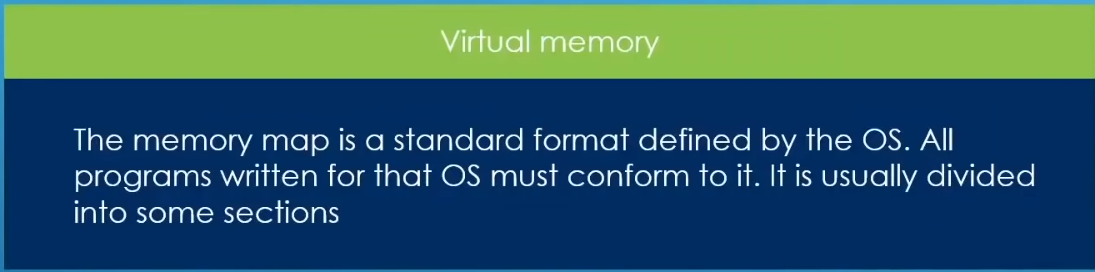 Virtual memory
The memory map is a standard format defined by the OS. All
programs written for that OS must conform to it. It is usually divided
into some sections